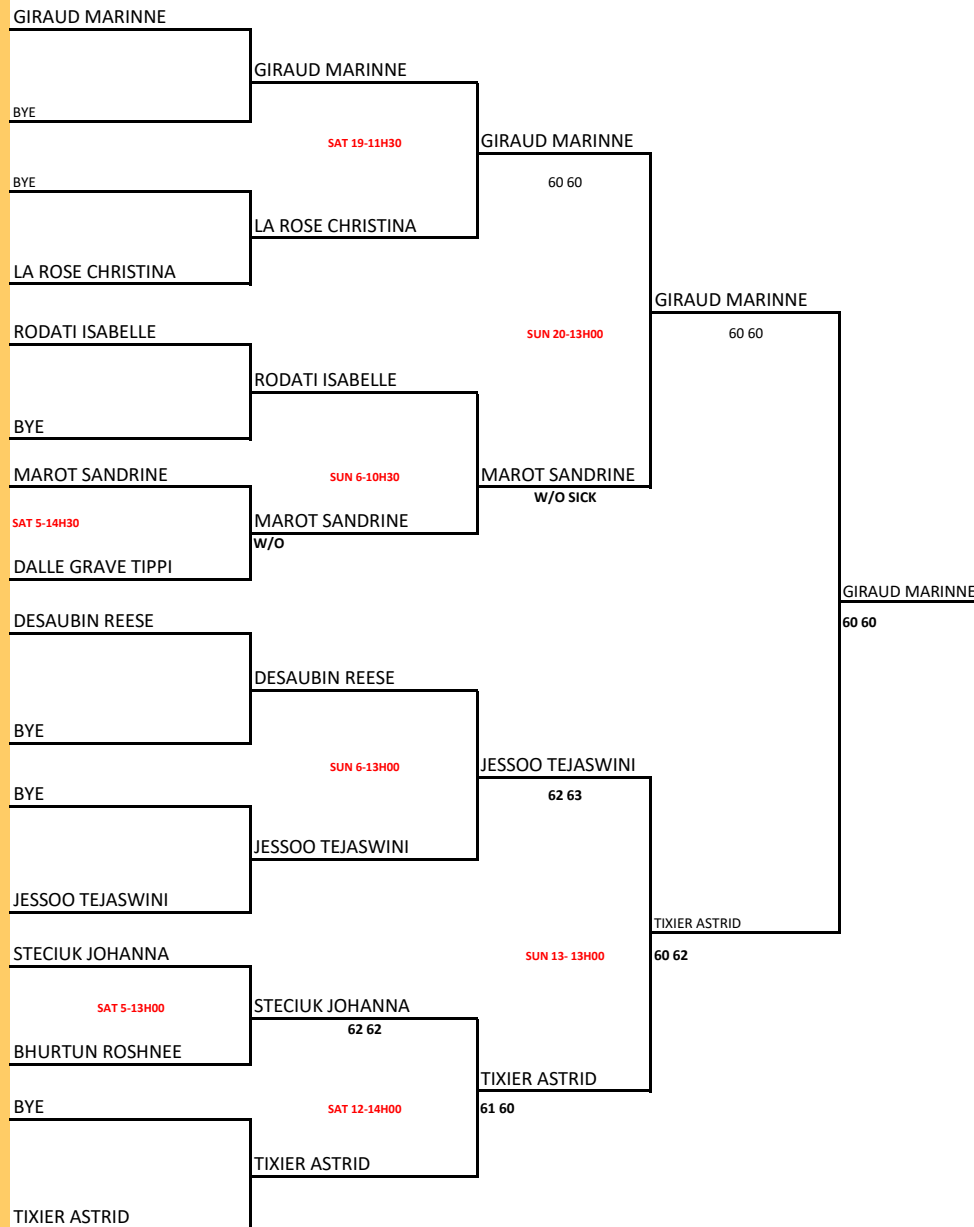 GIRAUD MARINNE
GIRAUD MARINNE
BYE
SAT 19-11H30
GIRAUD MARINNE
BYE
60 60
LA ROSE CHRISTINA
LA ROSE CHRISTINA
GIRAUD MARINNE
RODATI ISABELLE
SUN 20-13H00
60 60
RODATI ISABELLE
BYE
MAROT SANDRINE
SUN 6-10H30
MAROT SANDRINE
W/O SICK
SAT 5-14H30
MAROT SANDRINE
W/O
DALLE GRAVE TIPPI
GIRAUD MARINNE
DESAUBIN REESE
60 60
DESAUBIN REESE
BYE
SUN 6-13H00
JESSOO TEJASWINI
BYE
62 63
JESSOO TEJASWINI
JESSOO TEJASWINI
TIXIER ASTRID
STECIUK JOHANNA
SUN 13- 13H00
60 62
SAT 5-13H00
STECIUK JOHANNA
62 62
BHURTUN ROSHNEE
TIXIER ASTRID
BYE
SAT 12-14H00
61 60
TIXIER ASTRID
TIXIER ASTRID